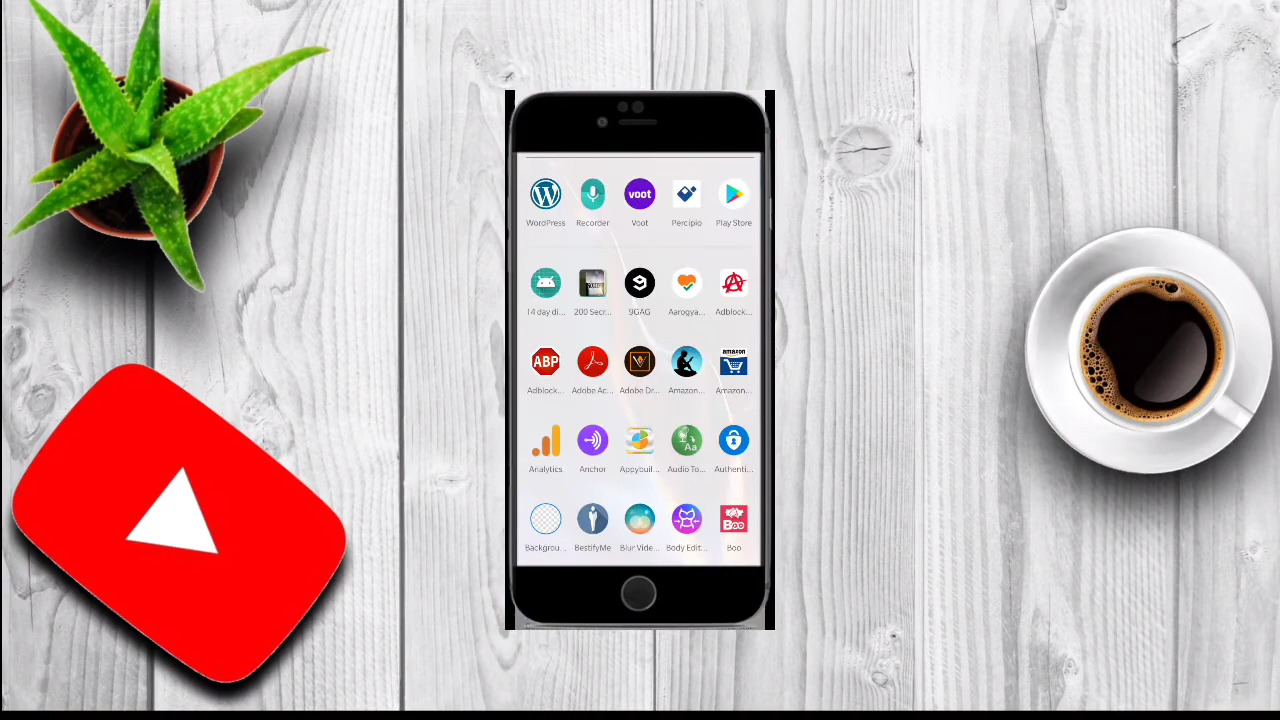 voot
WordPress Recorder Voot Percipio Play Store
14 day di... 200 Secr... 9GAG Aarogya... Adblock...
ABP amazon
Adblock... Adobe Ac... Adobe Dr... Amazon... Amazon...
Aa
Analytics Anchor Appybuil... Audio To... Authenti...
BOO
Backgrou... BestifyMe Blur Vide... Body Edit... Boo